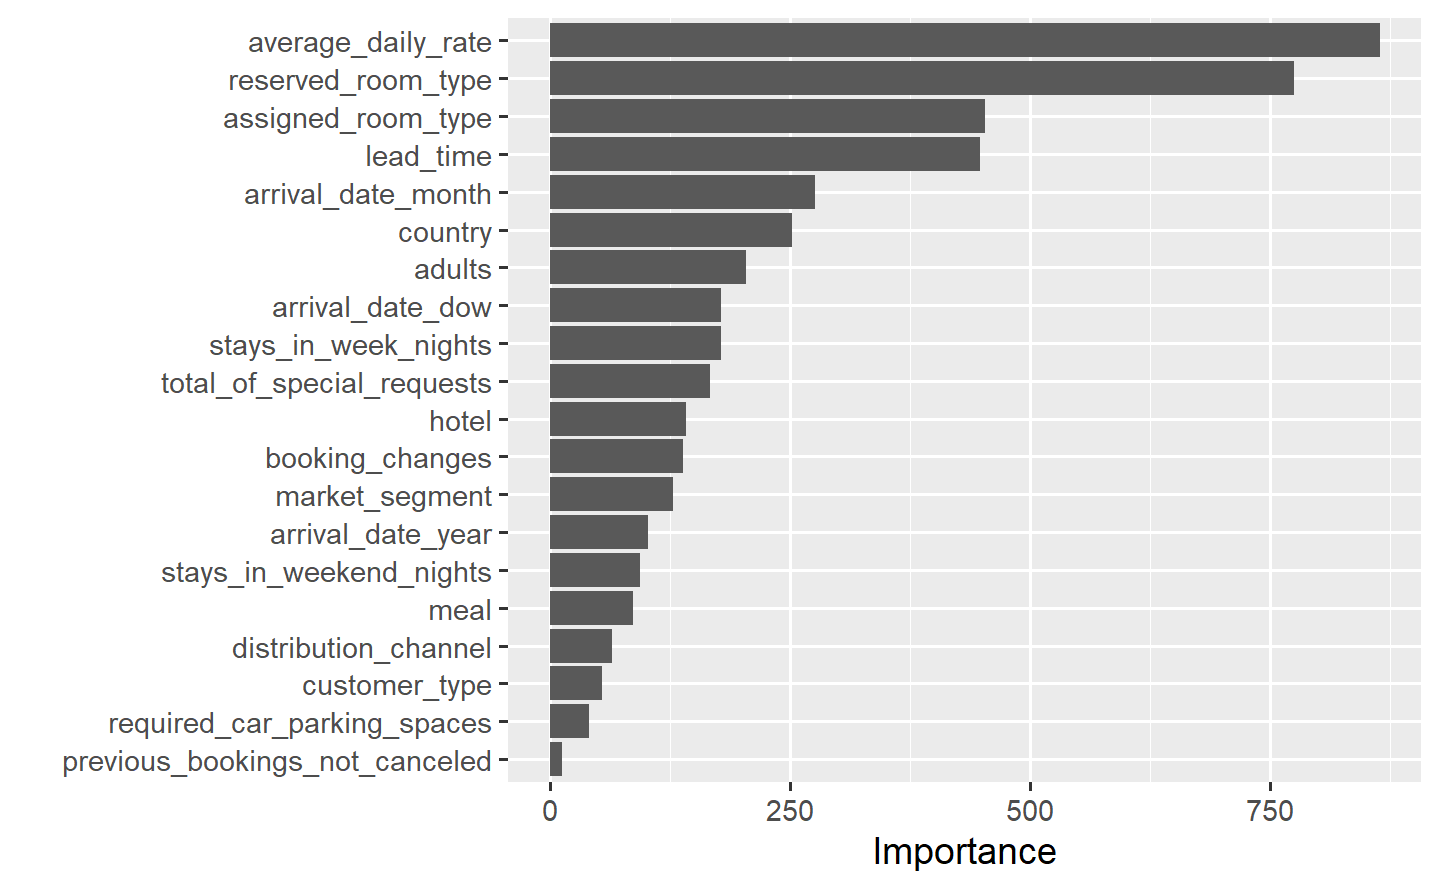 average_daily_rate
reserved_room_type
assigned_room_type
lead_time
arrival_date_month
country
adults
arrival_date_dow
stays_in_week_nights
total_of_special_requests
hotel
booking_changes
market_segment
arrival_date_year
stays_in_weekend_nights
meal
distribution_channel
customer_type
required_car_parking_spaces
previous_bookings_not_canceled
0 250 500 750
Importance